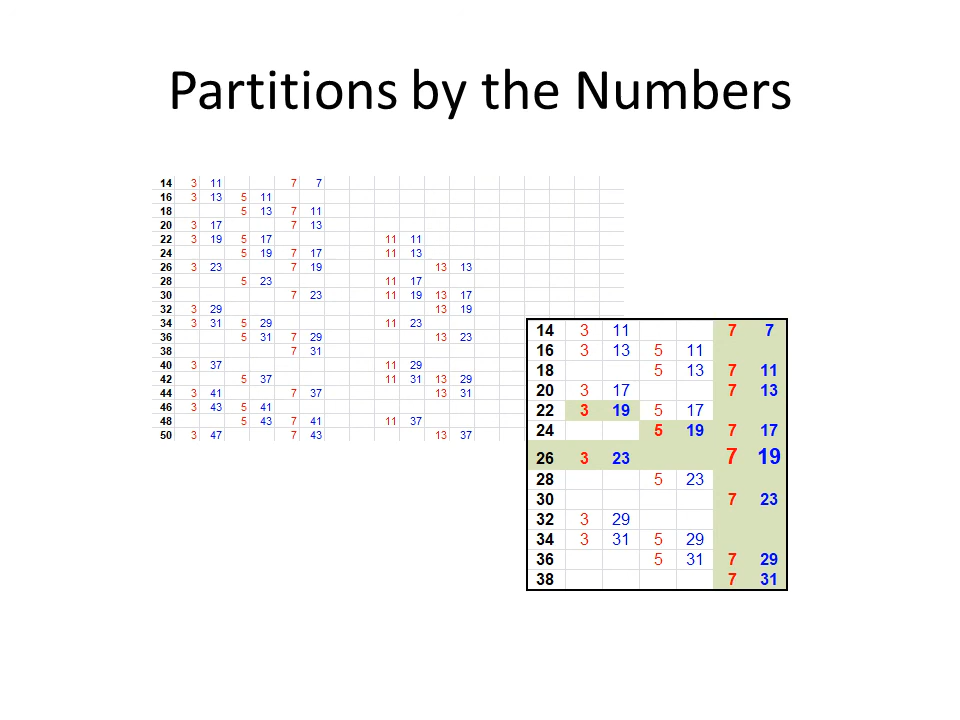 Partitions by the Numbers
14 3 11 7 7
16 3 13 5 11
18 5 13 7 11
20 3 17 7 13
22 3 19 5 17 11 11
24 5 19 7 17 11 13
26 3 23 7 19 13 13
28 5 23 11 17
30 7 23 11 19 13 17
32 3 29 13 19
34 3 31 5 29 11 23
36 5 31 7 29 13 23
38 7 31
40 3 37 11 29
42 5 37 11 31 13 29
44 3 41 7 37 13 31
46 3 43 5 41
48 5 43 7 41 11 37
50 3 47 7 43 13 37
14 3 11 7 7
16 3 13 5 11
18 5 13 7 11
20 3 17 7 13
22 3 19 5 17
24 5 19 7 17
26 3 23 7 19
28 5 23
30 7 23
32 3 29
34 3 31 5 29
36 5 31 7 29
38 7 31